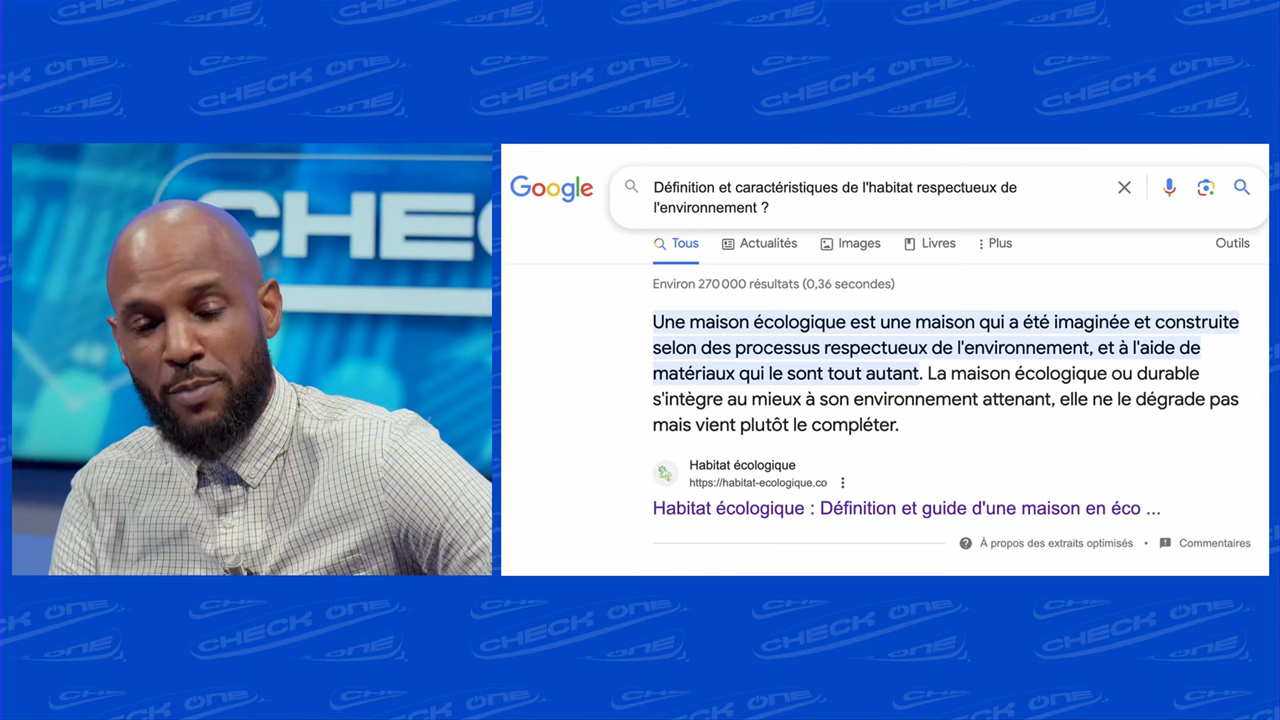 CHECK ONE
CHEC
Google
Définition et caractéristiques de l'habitat respectueux de
l'environnement ?
Tous
Actualités
Images
Livres
Plus
Outils
Environ 270 000 résultats (0,36 secondes)
Une maison écologique est une maison qui a été imaginée et construite
selon des processus respectueux de l'environnement, et à l'aide de
matériaux qui le sont tout autant. La maison écologique ou durable
s'intègre au mieux à son environnement attenant, elle ne le dégrade pas
mais vient plutôt le compléter.
Habitat écologique
https://habitat-ecologique.co
Habitat écologique : Définition et guide d'une maison en éco ...
À propos des extraits optimisés
•
Commentaires
CHECK ONE